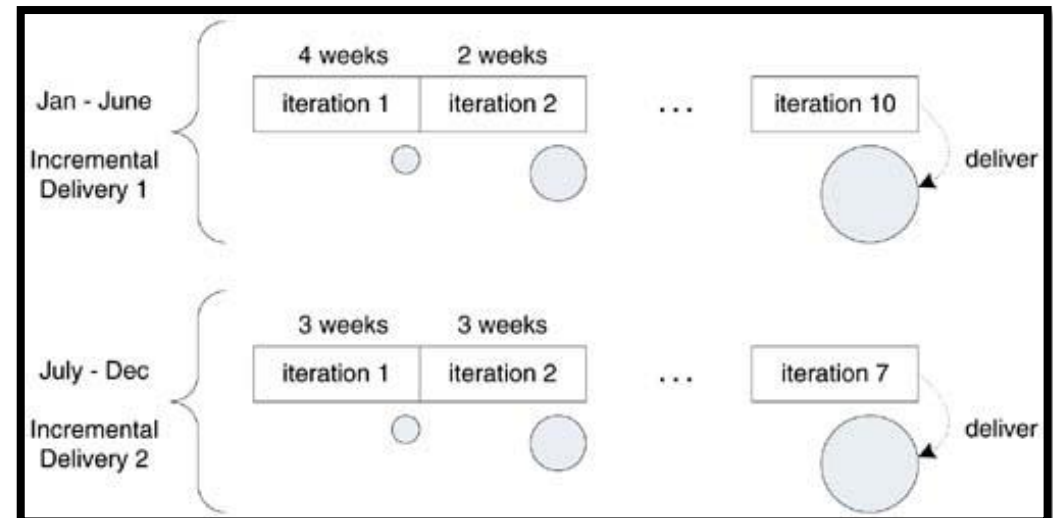 4 weeks 2 weeks
Jan - June
iteration 1 iteration 2 ... iteration 10
Incremental
Delivery 1
deliver
3 weeks 3 weeks
July - Dec
iteration 1 iteration 2 ... iteration 7
Incremental
Delivery 2
deliver